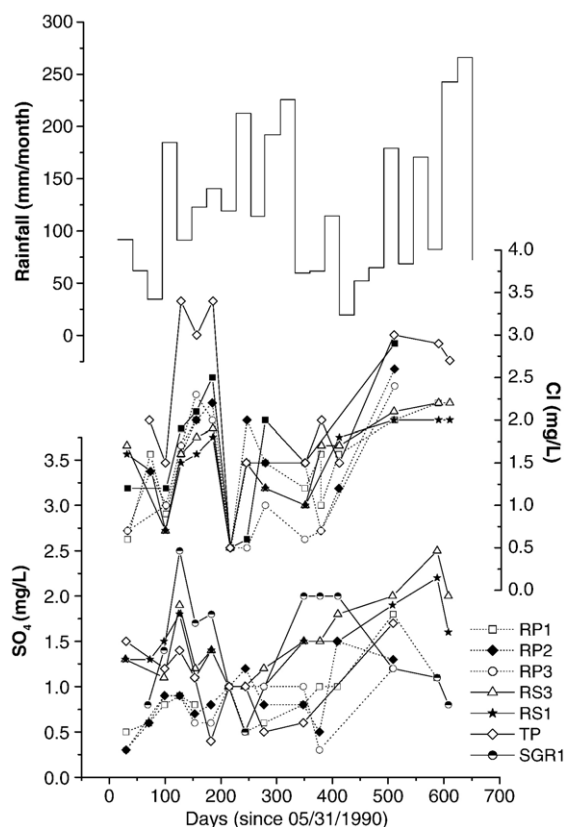 300
250
200
150
100
50
0
Rainfall (mm/month)
4.0
3.5
3.0
2.5
2.0
1.5
1.0
0.5
0.0
Cl (mg/L)
3.5
3.0
2.5
2.0
1.5
1.0
0.5
0.0
SO₄ (mg/L)
RP1
RP2
RP3
RS3
RS1
TP
SGR1
0 100 200 300 400 500 600 700
Days (since 05/31/1990)